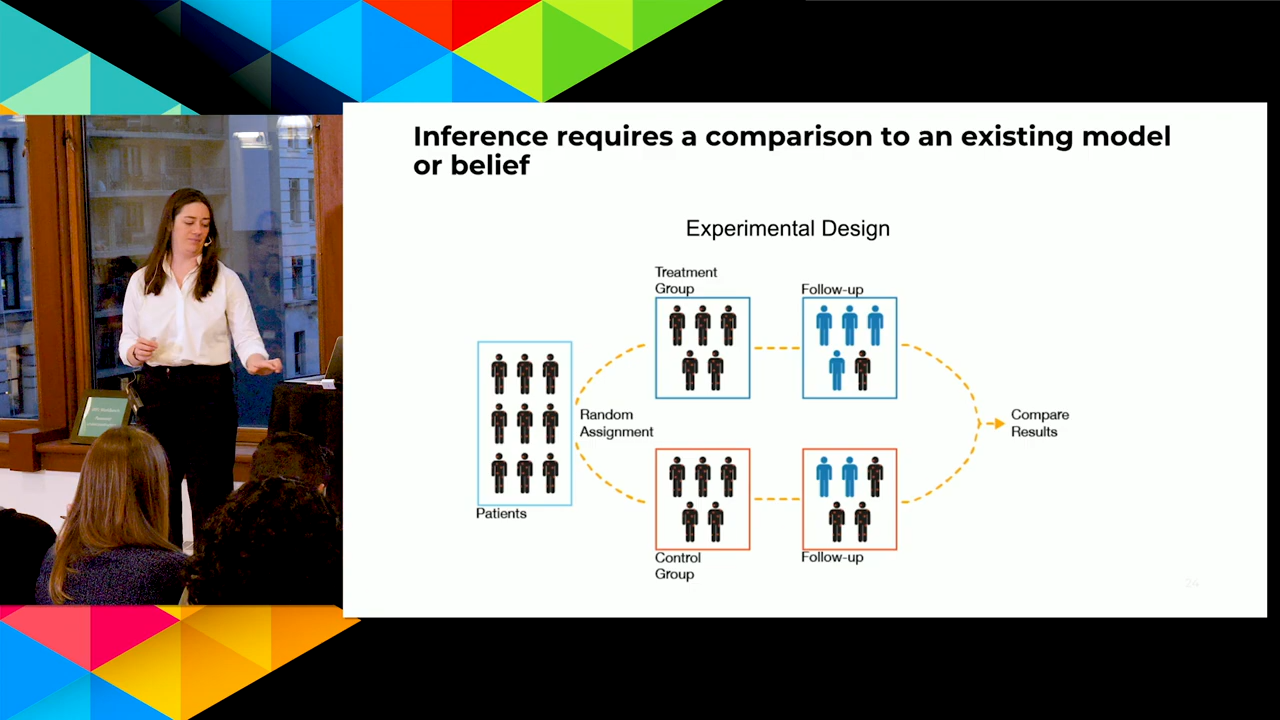 Inference requires a comparison to an existing model
or belief
Experimental Design
Treatment
Group
Follow-up
Random
Assignment
Patients
Compare
Results
Control
Group
Follow-up
24